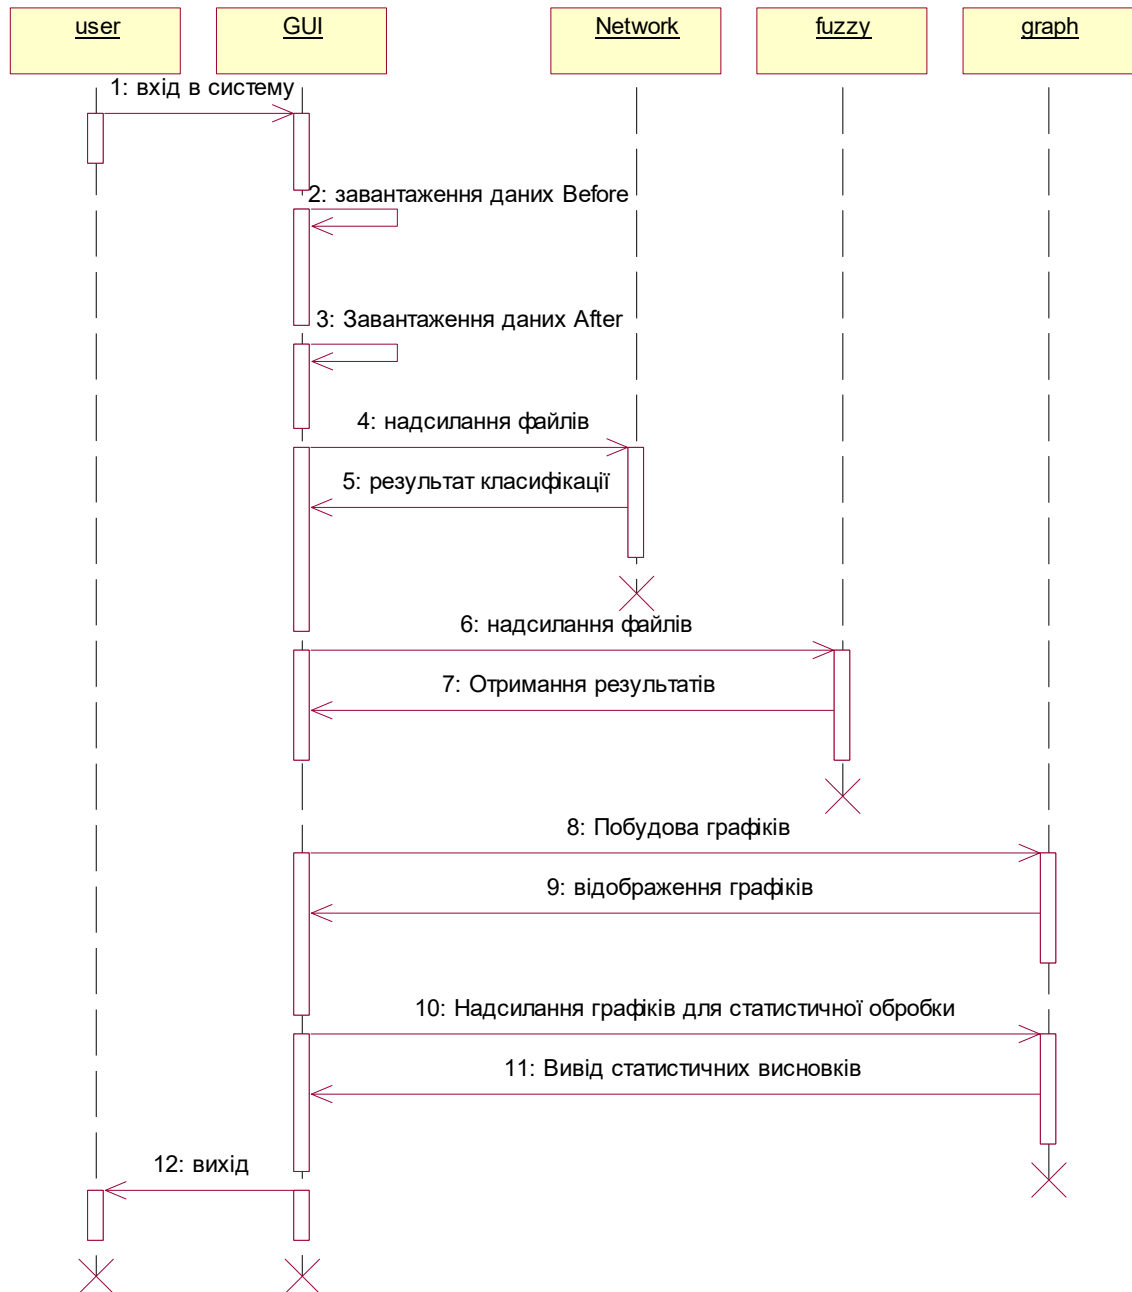 user
GUI
Network
fuzzy
graph
1: вхід в систему
2: завантаження даних Before
3: Завантаження даних After
4: надсилання файлів
5: результат класифікації
6: надсилання файлів
7: Отримання результатів
8: Побудова графіків
9: відображення графіків
10: Надсилання графіків для статистичної обробки
11: Вивід статистичних висновків
12: вихід